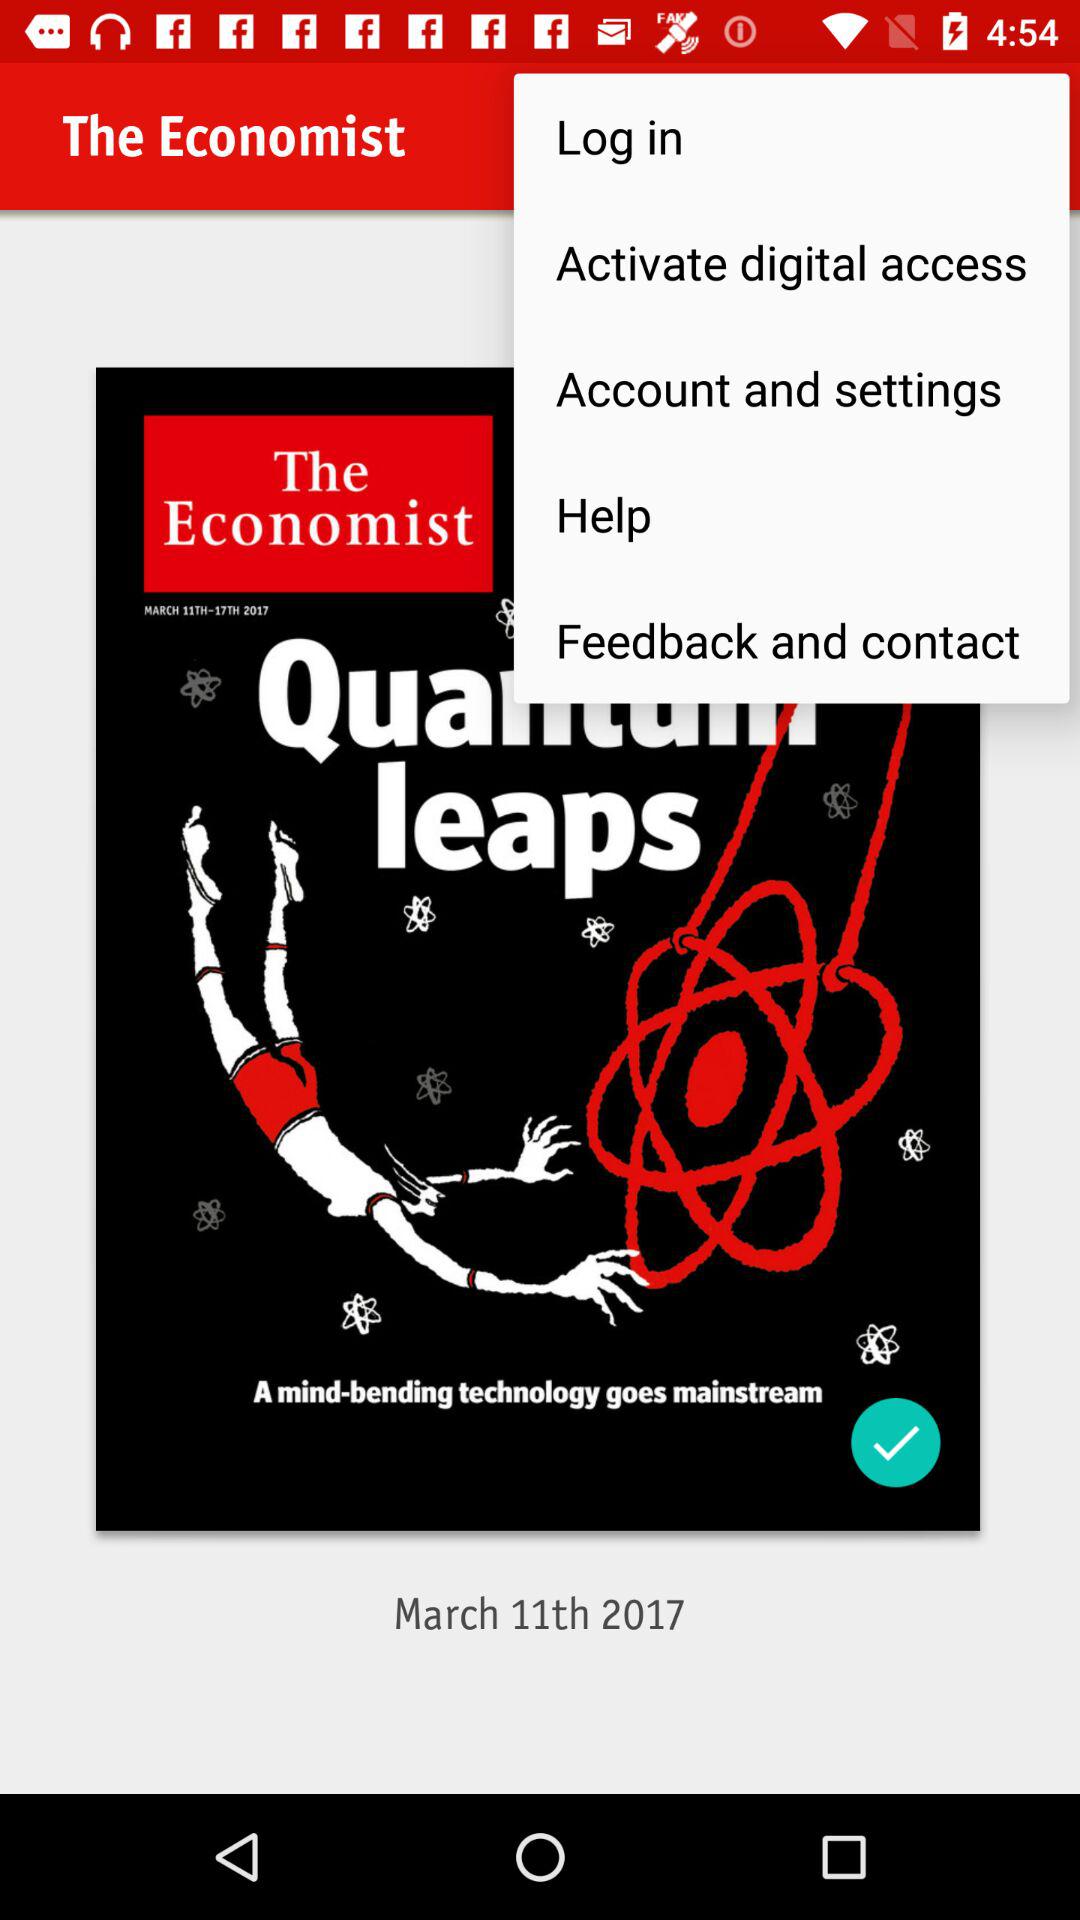 FAKE
4:54
The Economist
Log in
Activate digital access
Account and settings
Help
Feedback and contact
The
Economist
MARCH 11TH-17TH 2017
leaps
A mind-bending technology goes mainstream
March 11th 2017